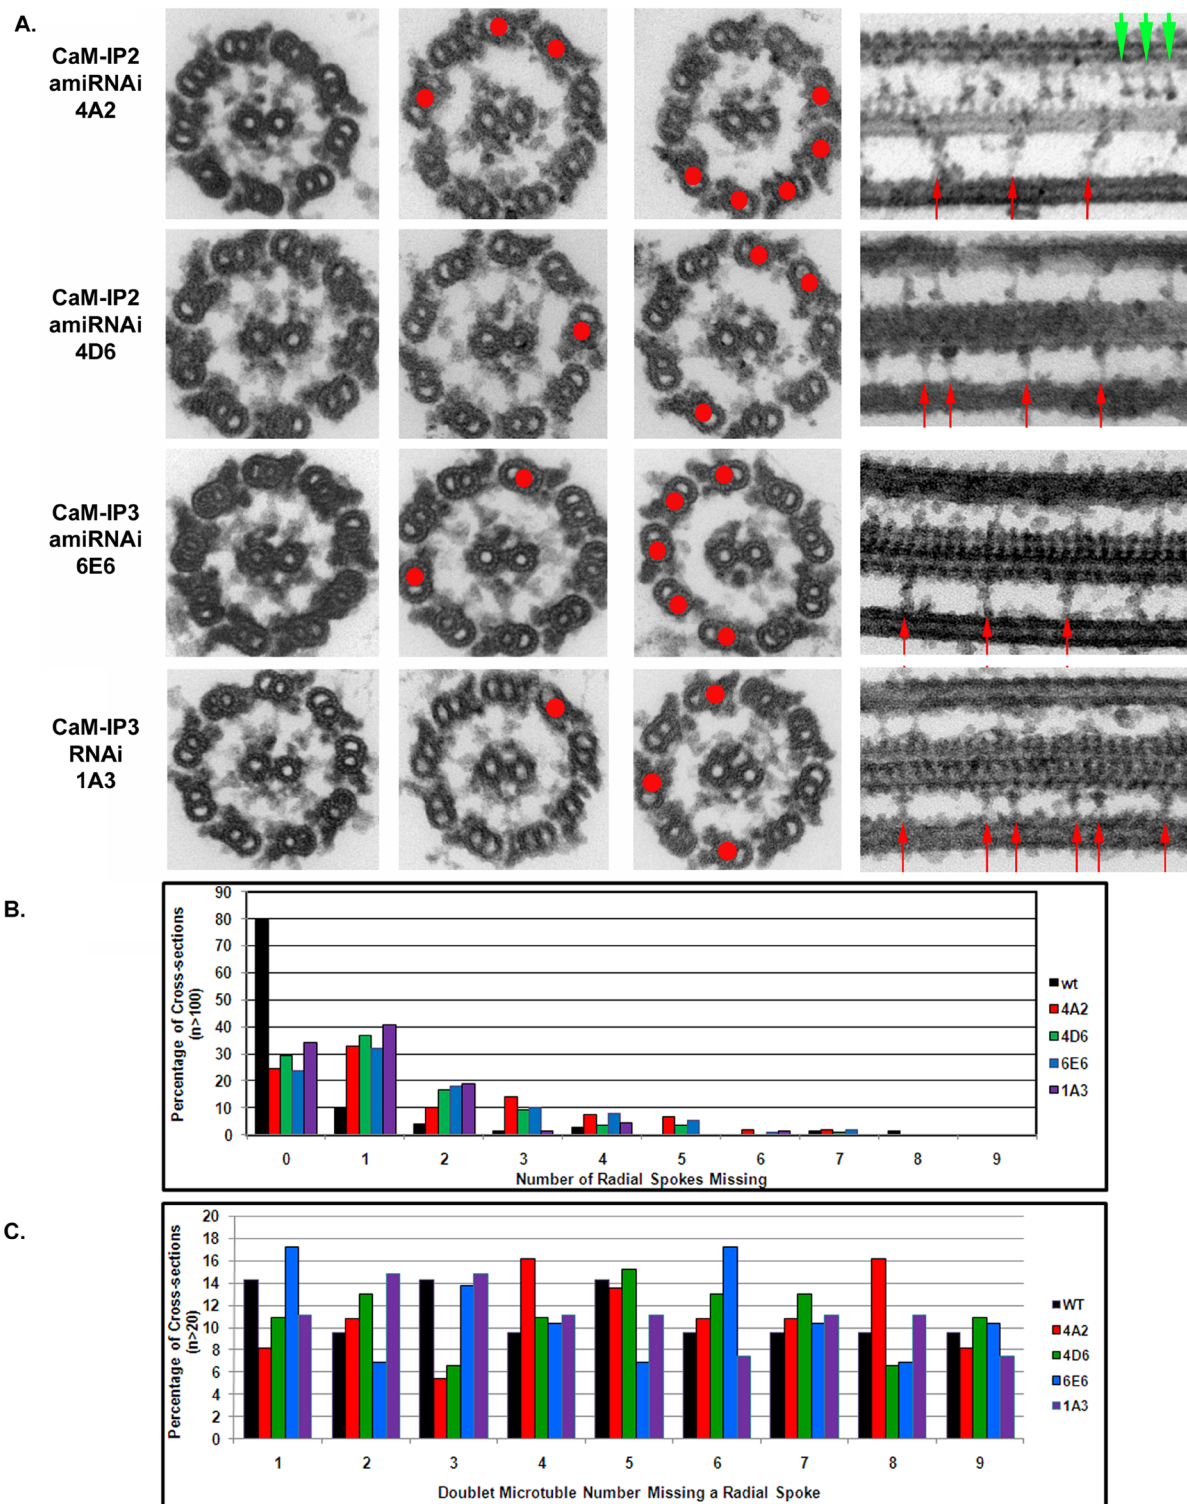 A.
CaM-IP2
amiRNAi
4A2
CaM-IP2
amiRNAi
4D6
CaM-IP3
amiRNAi
6E6
CaM-IP3
RNAi
1A3
B.
Percentage of Cross-sections
(n>100)
90
80
70
60
50
40
30
20
10
0
0 1 2 3 4 5 6 7 8 9
Number of Radial Spokes Missing
wt
4A2
4D6
6E6
1A3
C.
Percentage of Cross-sections
(n>20)
20
18
16
14
12
10
8
6
4
2
0
1 2 3 4 5 6 7 8 9
Doublet Microtuble Number Missing a Radial Spoke
WT
4A2
4D6
6E6
1A3